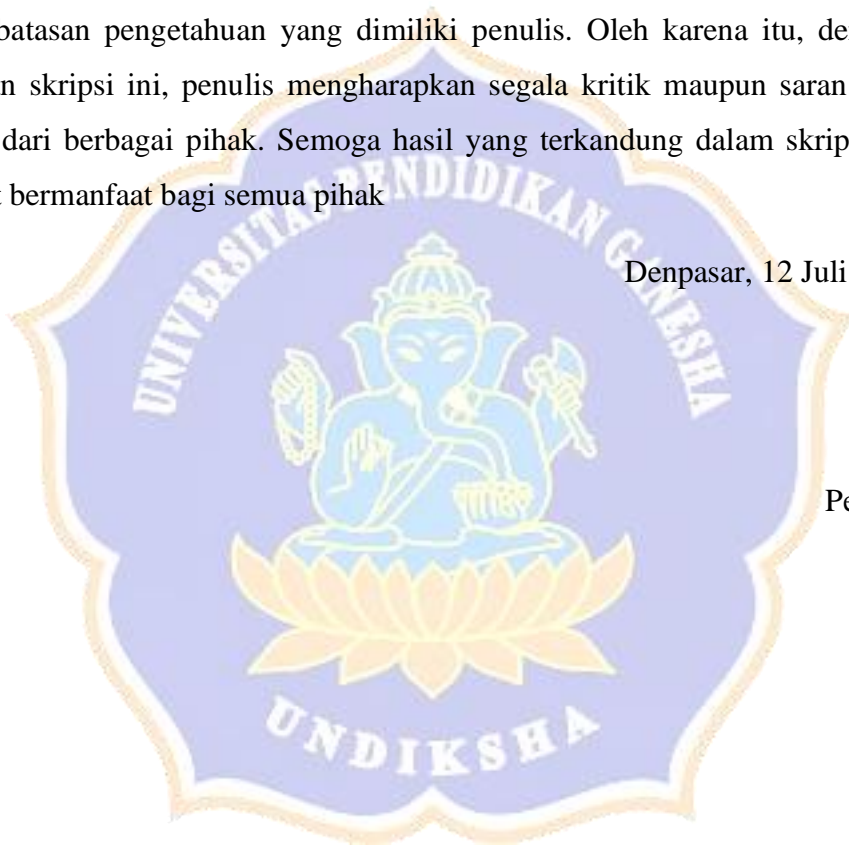 batasan pengetahuan yang dimiliki penulis. Oleh karena itu, de
n skripsi ini, penulis mengharapkan segala kritik maupun saran
dari berbagai pihak. Semoga hasil yang terkandung dalam skrip
t bermanfaat bagi semua pihak
UNIVERSITAS PENDIDIKAN GANESHA
Denpasar, 12 Juli
Pe
UNDIKSHA